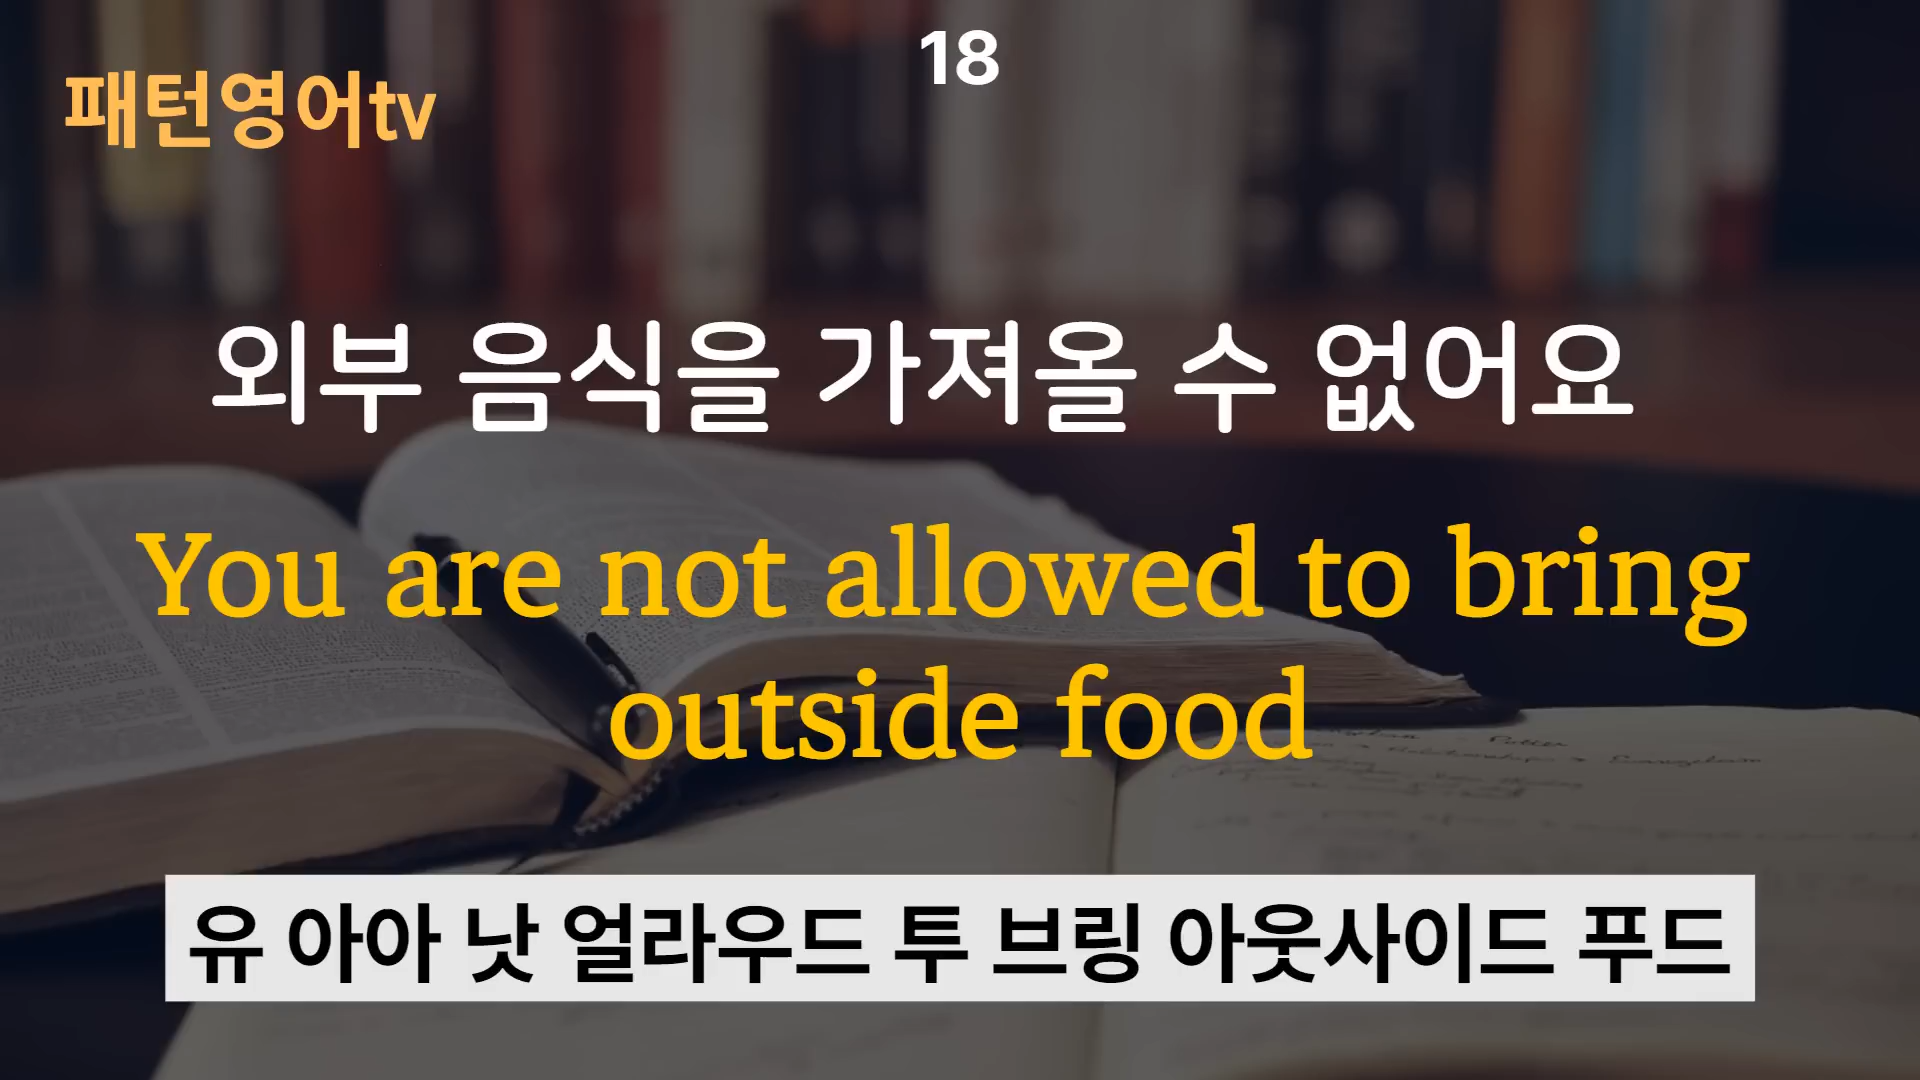 18
패턴영어tv
외부 음식을 가져올 수 없어요
You are not allowed to bring
outside food
유 아아 낫 얼라우드 투 브링 아웃사이드 푸드